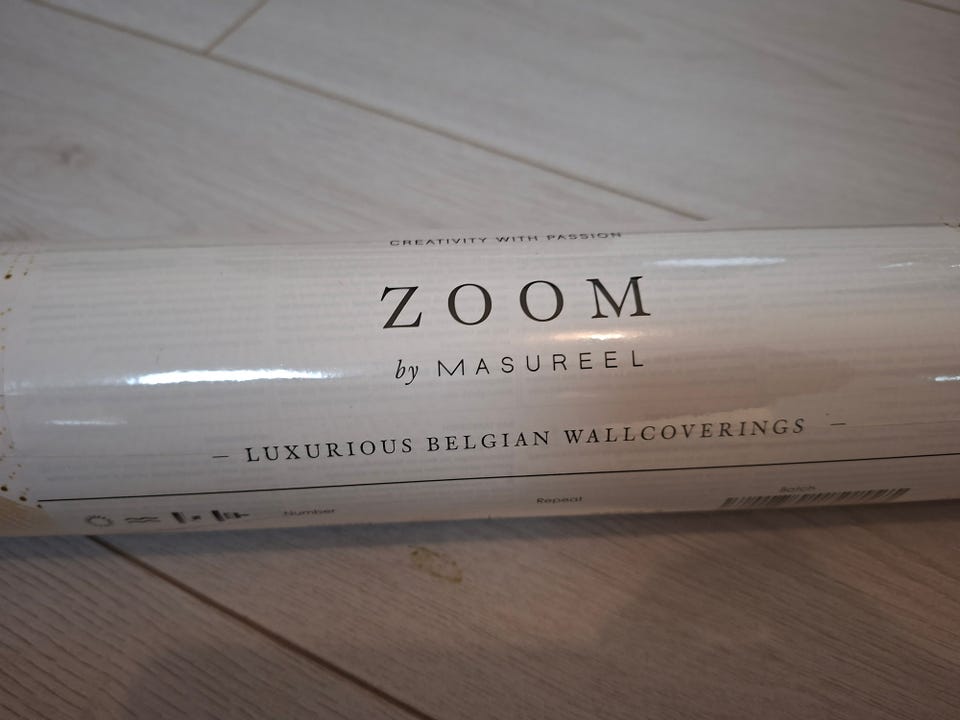 CREATIVITY WITH PASSION
ZOOM
by MASUREEL
— LUXURIOUS BELGIAN WALLCOVERINGS —
Number Repeat Batch